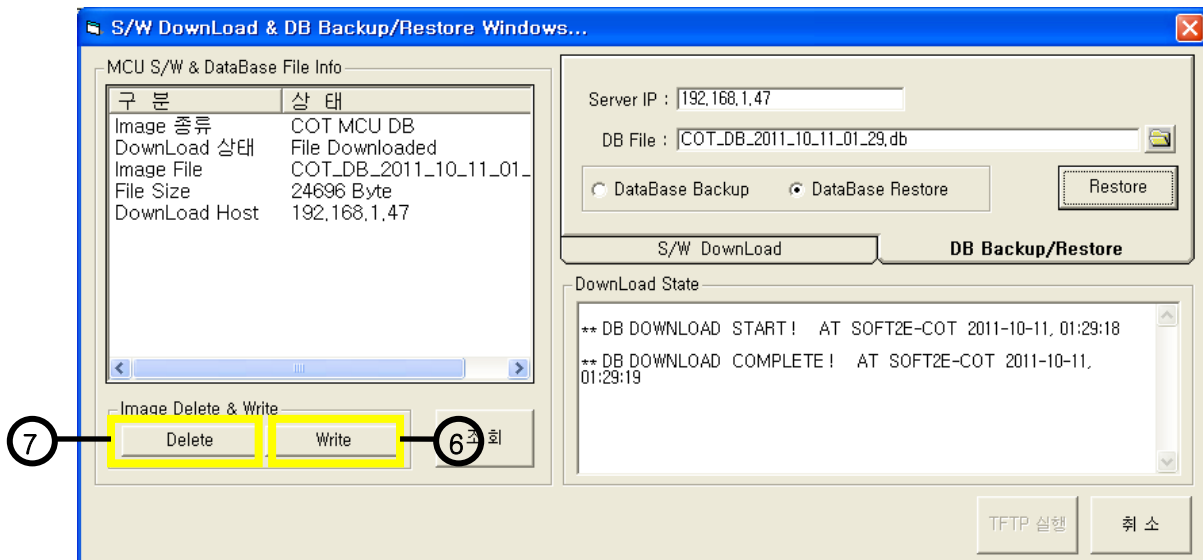 S/W DownLoad & DB Backup/Restore Windows...
MCU S/W & DataBase File Info
구 분 상 태
Image 종류 COT MCU DB
DownLoad 상태 File Downloaded
Image File COT_DB_2011_10_11_01_
File Size 24696 Byte
DownLoad Host 192,168,1,47
Image Delete & Write
7 Delete Write 6 조 회
Server IP : 192,168,1,47
DB File : COT_DB_2011_10_11_01_29,db
DataBase Backup DataBase Restore Restore
S/W DownLoad DB Backup/Restore
DownLoad State
** DB DOWNLOAD START! AT SOFT2E-COT 2011-10-11, 01:29:18
** DB DOWNLOAD COMPLETE! AT SOFT2E-COT 2011-10-11,
01:29:19
TFTP 실행 취 소